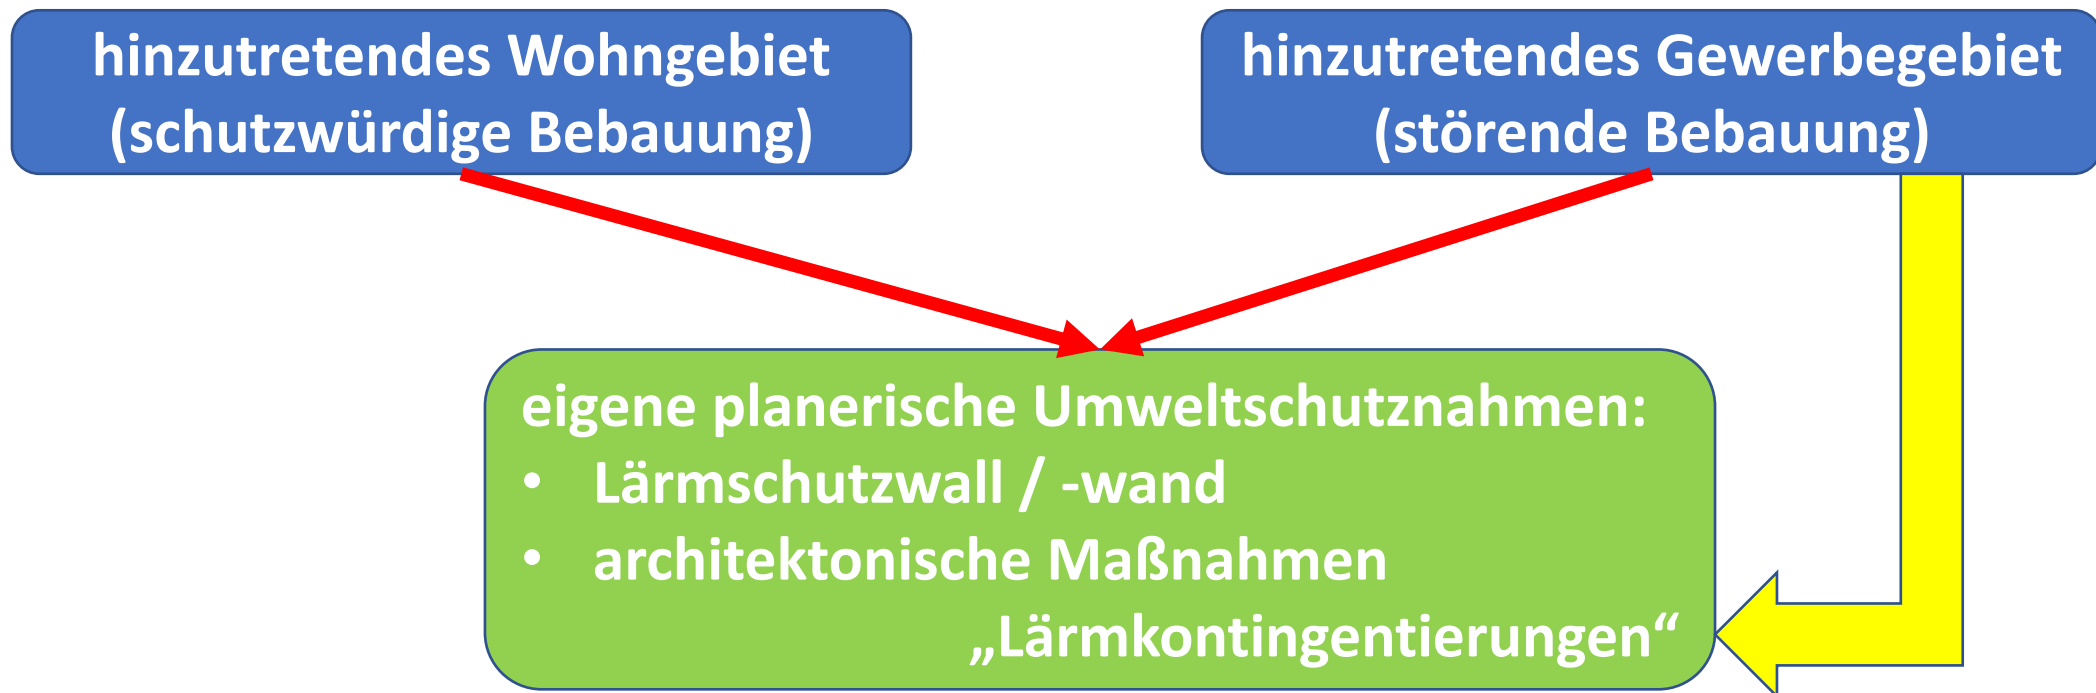 hinzutretendes Wohngebiet
(schutzwürdige Bebauung)
hinzutretendes Gewerbegebiet
(störende Bebauung)
eigene planerische Umweltschutznahmen:
• Lärmschutzwall / -wand
• architektonische Maßnahmen
„Lärmkontingentierungen“